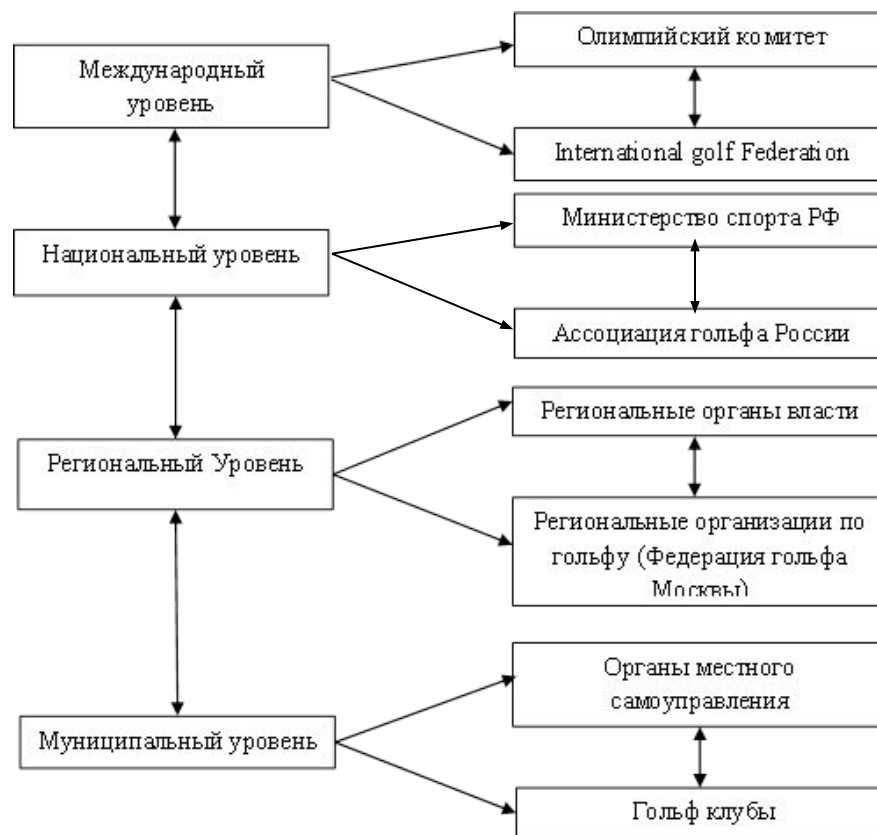 Международный
уровень
Олимпийский комитет
International golf Federation
Национальный уровень
Министерство спорта РФ
Ассоциация гольфа России
Региональный Уровень
Региональные органы власти
Региональные организации по
гольфу (Федерация гольфа
Москвы)
Муниципальный уровень
Органы местного
самоуправления
Гольф клубы